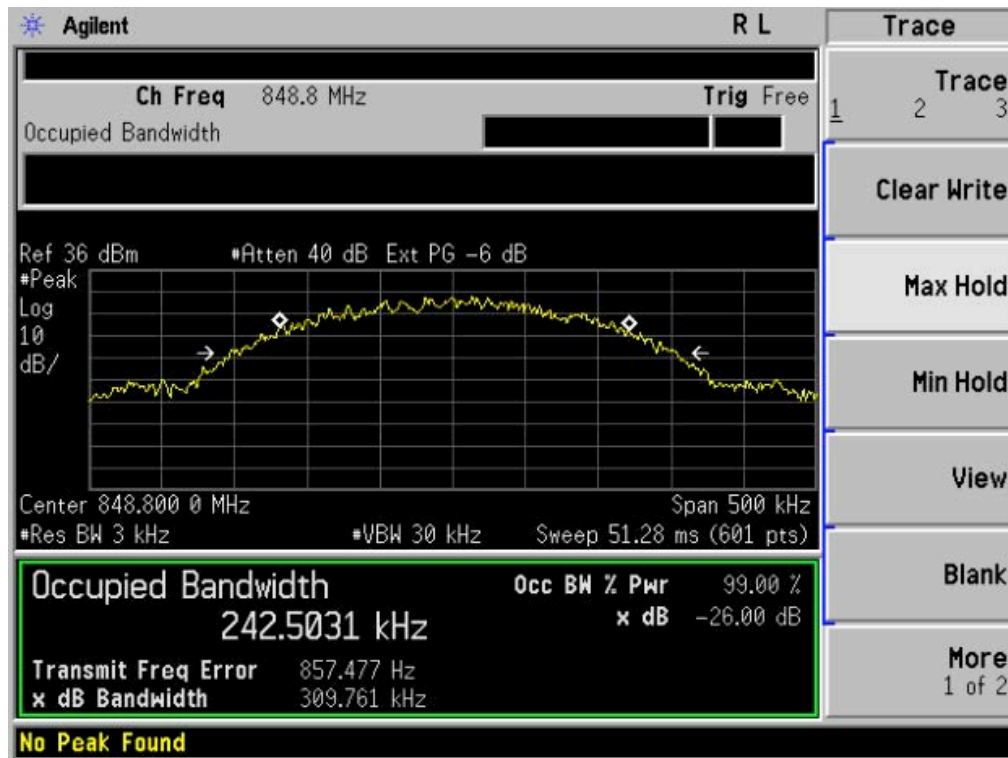 Agilent R L Trace
Ch Freq 848.8 MHz Trig Free
Occupied Bandwidth
Trace
1 2 3
Clear Write
Ref 36 dBm #Atten 40 dB Ext PG -6 dB
#Peak
Log
10
dB/
Max Hold
Min Hold
View
Center 848.800 0 MHz Span 500 kHz
#Res BW 3 kHz #VBW 30 kHz Sweep 51.28 ms (601 pts)
Occupied Bandwidth Occ BW % Pwr 99.00 %
242.5031 kHz x dB -26.00 dB
Transmit Freq Error 857.477 Hz
x dB Bandwidth 309.761 kHz
Blank
More
1 of 2
No Peak Found